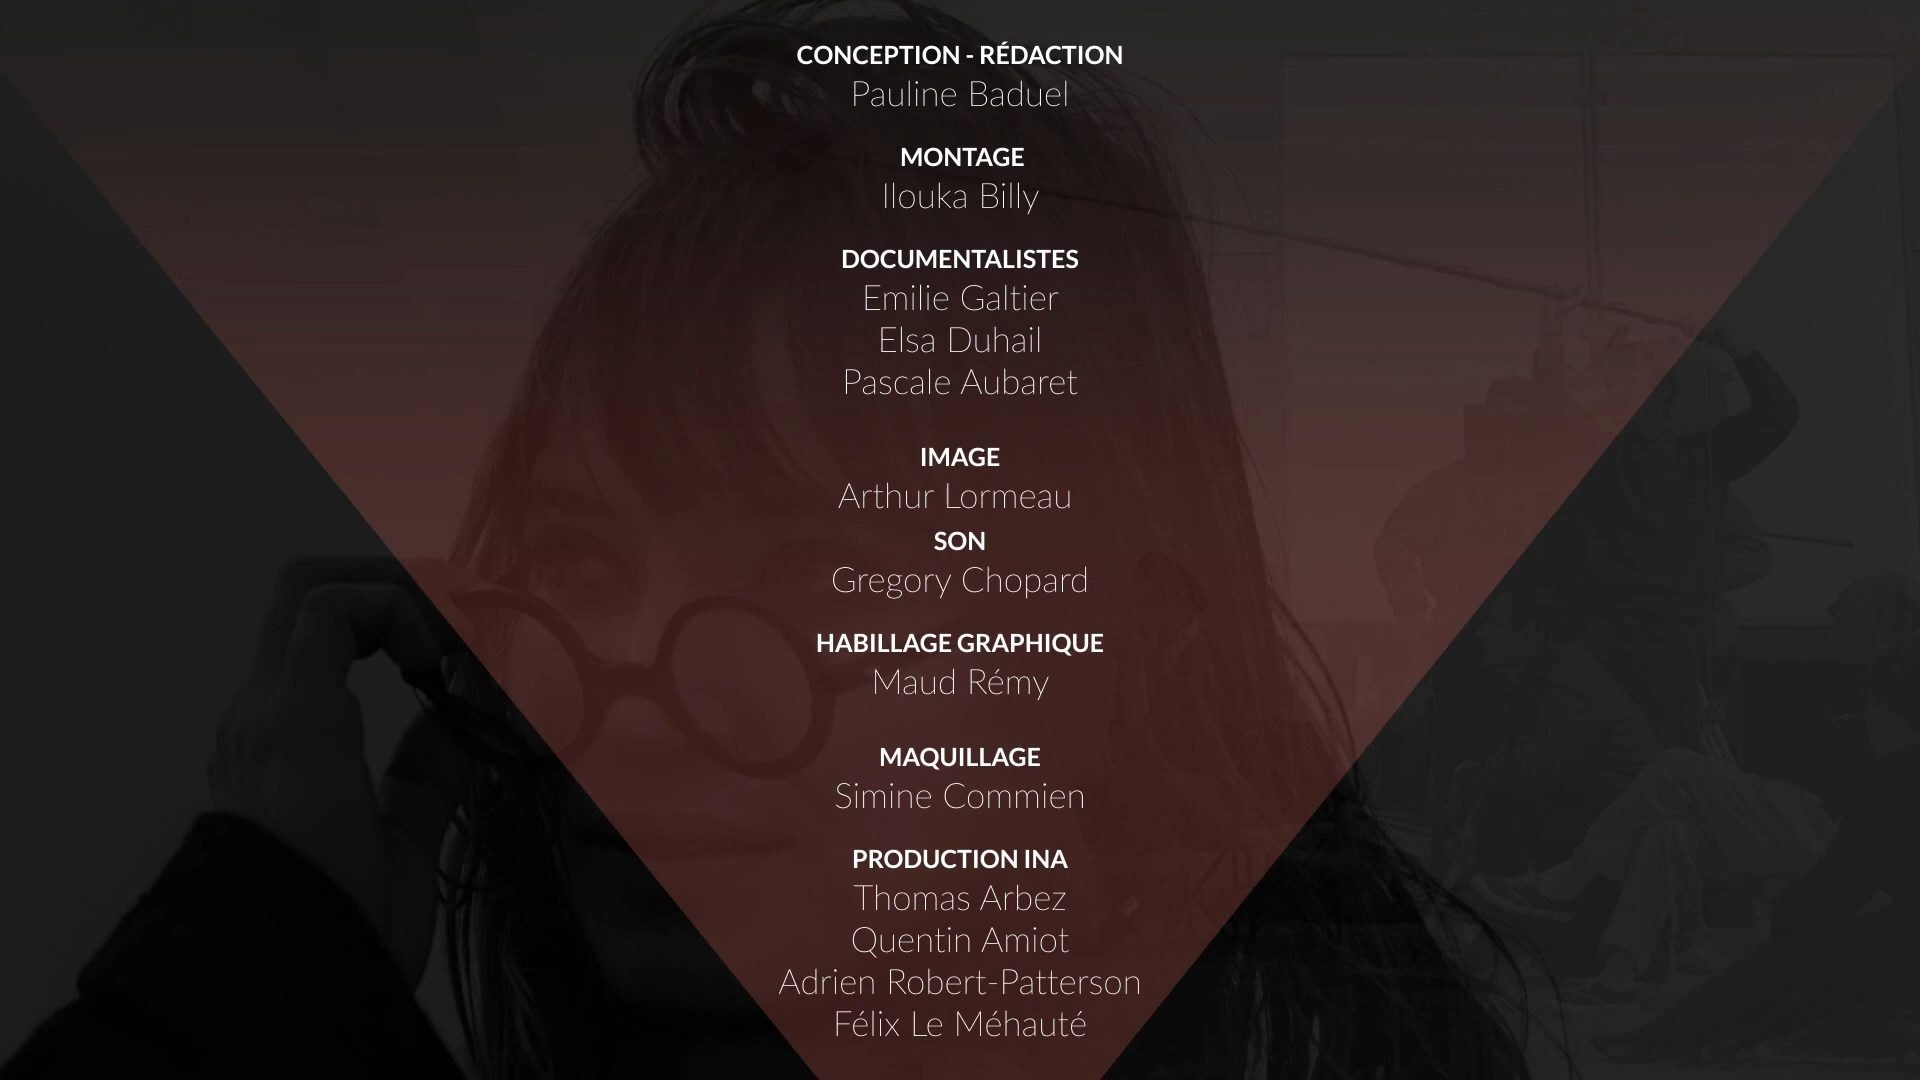 CONCEPTION - RÉDACTION
Pauline Baduel
MONTAGE
Ilouka Billy
DOCUMENTALISTES
Emilie Galtier
Elsa Duhail
Pascale Aubaret
IMAGE
Arthur Lormeau
SON
Gregory Chopard
HABILLAGE GRAPHIQUE
Maud Rémy
MAQUILLAGE
Simine Commien
PRODUCTION INA
Thomas Arbez
Quentin Amiot
Adrien Robert-Patterson
Félix Le Méhauté